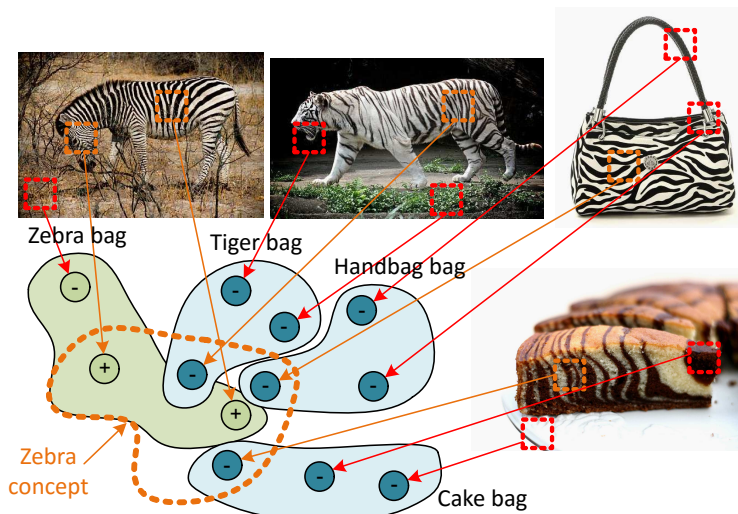 Zebra bag
Tiger bag
Handbag bag
-
-
-
-
+
-
-
-
+
Zebra
concept
-
-
-
Cake bag